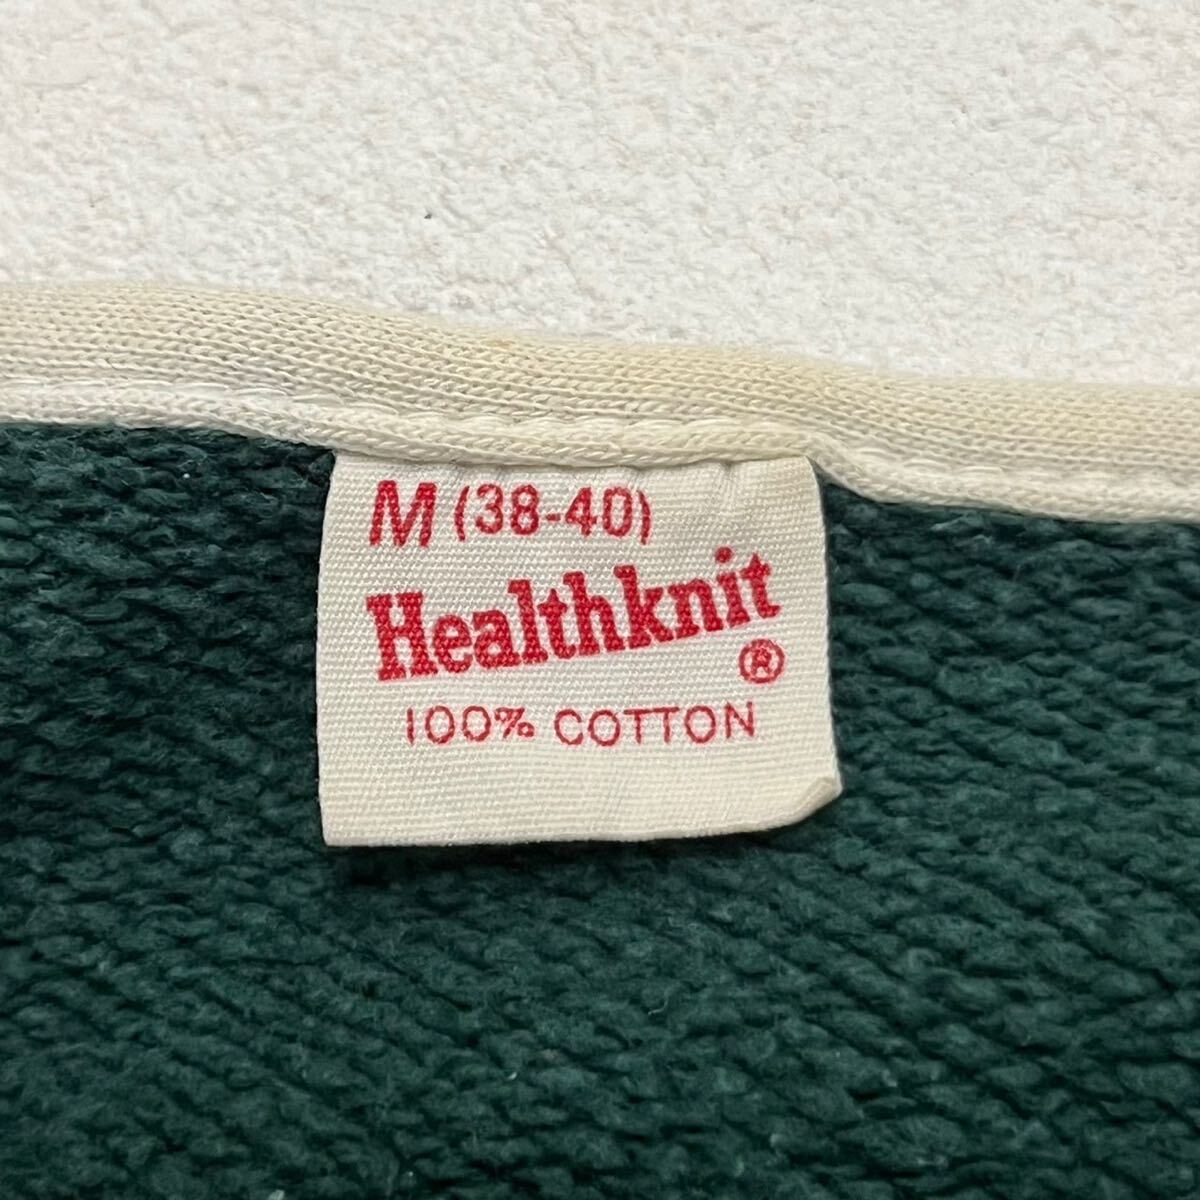 M (38-40)
Healthknit
®
100% COTTON